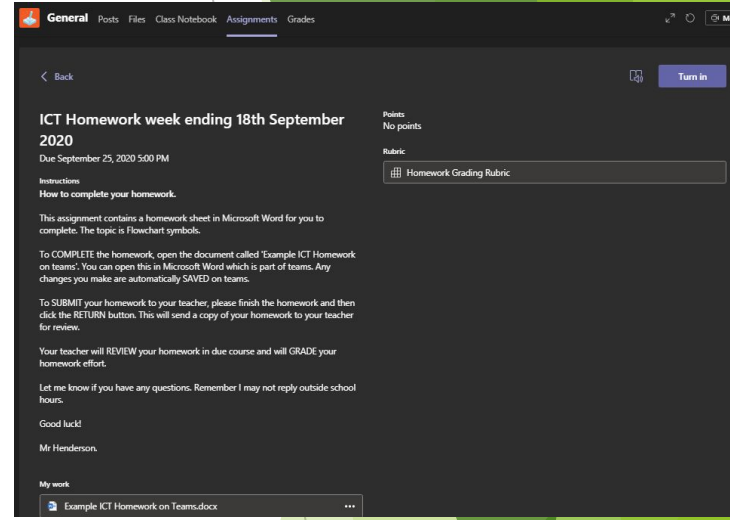 General Posts Files Class Notebook Assignments Grades
Back
Turn in
ICT Homework week ending 18th September
2020
Due September 25, 2020 5:00 PM
Instructions
How to complete your homework.
This assignment contains a homework sheet in Microsoft Word for you to
complete. The topic is Flowchart symbols.
To COMPLETE the homework, open the document called 'Example ICT Homework
on teams'. You can open this in Microsoft Word which is part of teams. Any
changes you make are automatically SAVED on teams.
To SUBMIT your homework to your teacher, please finish the homework and then
click the RETURN button. This will send a copy of your homework to your teacher
for review.
Your teacher will REVIEW your homework in due course and will GRADE your
homework effort.
Let me know if you have any questions. Remember I may not reply outside school
hours.
Good luck!
Mr Henderson.
My work
Example ICT Homework on Teams.docx
Points
No points
Rubric
Homework Grading Rubric